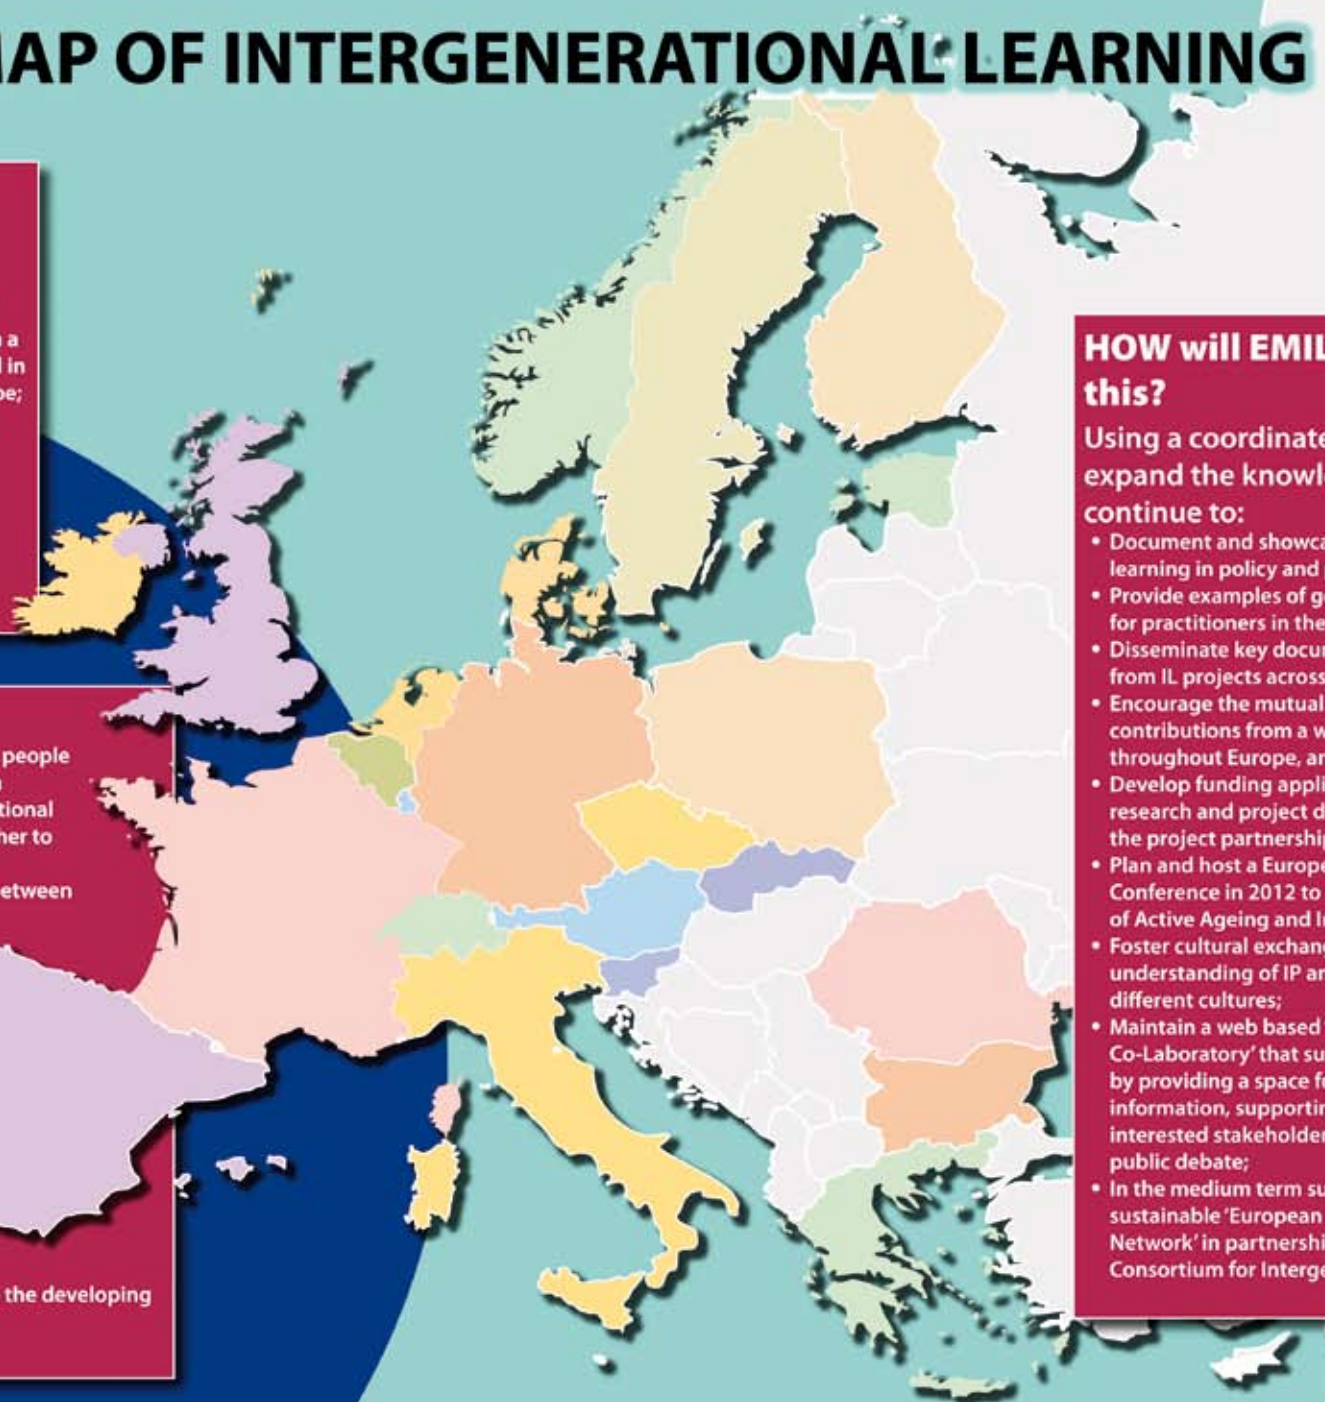 MAP OF INTERGENERATIONAL LEARNING
a
in
pe;
people
tional
her to
between
the developing
HOW will EMIL
this?
Using a coordinate
expand the knowl
continue to:
• Document and showca
learning in policy and
• Provide examples of g
for practitioners in the
• Disseminate key docu
from IL projects across
• Encourage the mutual
contributions from a w
throughout Europe, an
• Develop funding appli
research and project d
the project partnership
• Plan and host a Europe
Conference in 2012 to
of Active Ageing and I
• Foster cultural exchan
understanding of IP an
different cultures;
• Maintain a web based
Co-Laboratory' that su
by providing a space f
information, supportin
interested stakeholder
public debate;
• In the medium term su
sustainable 'European
Network' in partnershi
Consortium for Interge